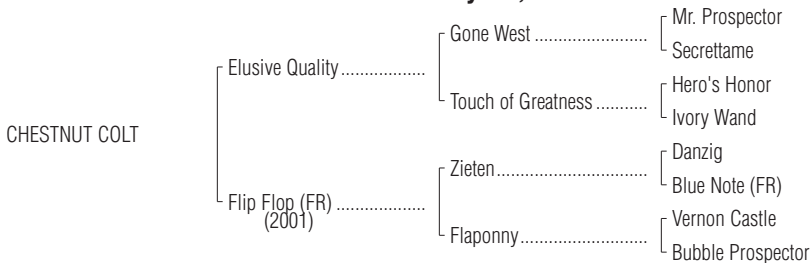 Mr. Prospector
Gone West ....................
Secrettame
Elusive Quality..................
Hero's Honor
Touch of Greatness ...........
Ivory Wand
CHESTNUT COLT
Danzig
Zieten.............................
Blue Note (FR)
Flip Flop (FR) ...................
(2001)
Vernon Castle
Flaponny.........................
Bubble Prospector